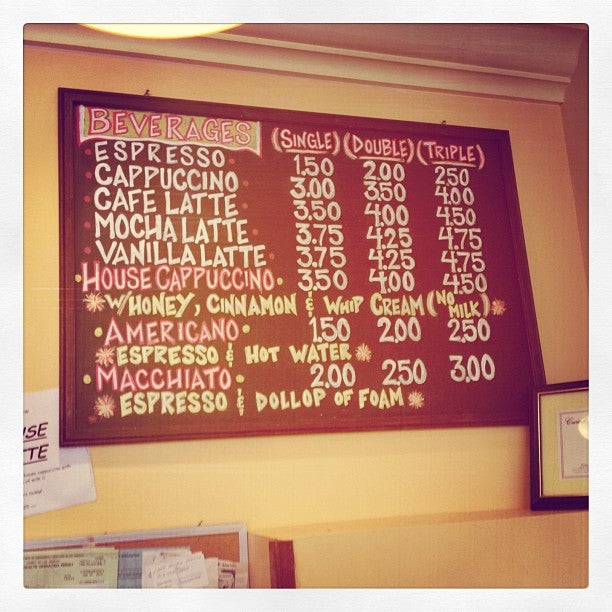 BEVERAGES (SINGLE) (DOUBLE) (TRIPLE)
ESPRESSO 1.50 2.00 2.50
CAPPUCCINO 3.00 3.50 4.00
CAFE LATTE 3.50 4.00 4.50
MOCHA LATTE 3.75 4.25 4.75
VANILLA LATTE 3.75 4.25 4.75
HOUSE CAPPUCCINO 3.50 4.00 4.50
W/HONEY, CINNAMON & WHIP CREAM (NO MILK)
AMERICANO 1.50 2.00 2.50
ESPRESSO & HOT WATER
MACCHIATO 2.00 2.50 3.00
ESPRESSO & DOLLOP OF FOAM
USE
TTE